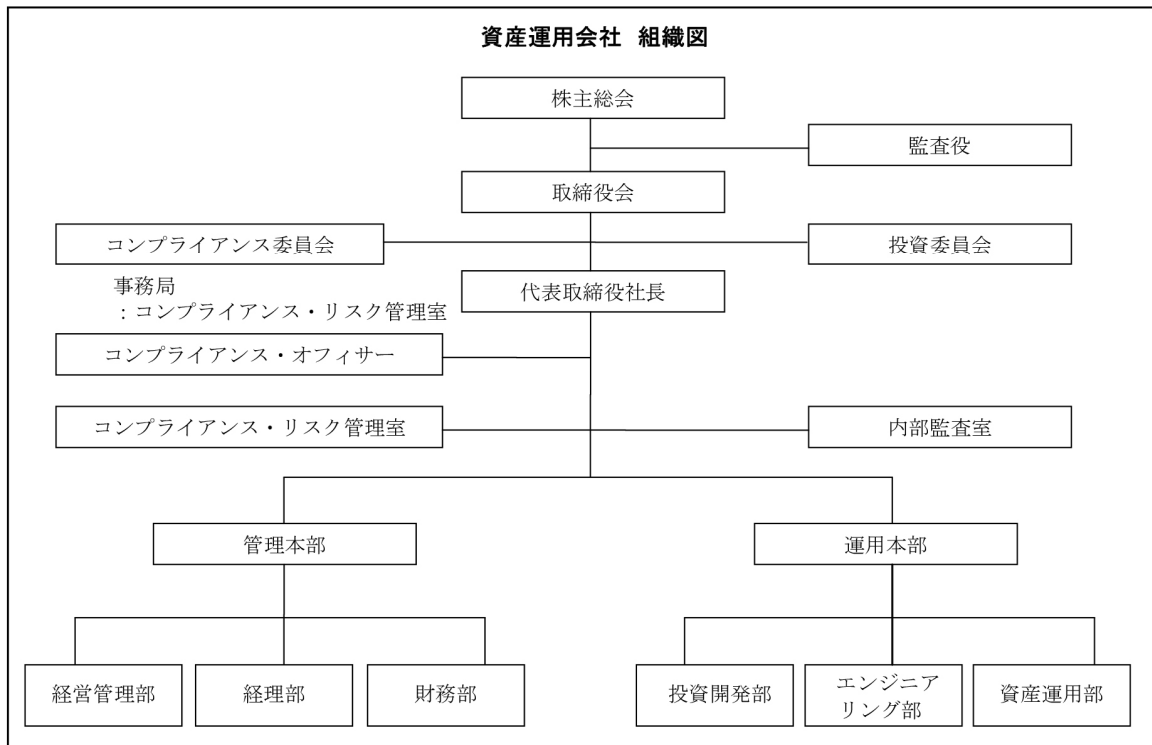 資産運用会社 組織図
株主総会
監査役
取締役会
コンプライアンス委員会
投資委員会
事務局
：コンプライアンス・リスク管理室
代表取締役社長
コンプライアンス・オフィサー
コンプライアンス・リスク管理室
内部監査室
管理本部
運用本部
経営管理部
経理部
財務部
投資開発部
エンジニア
リング部
資産運用部